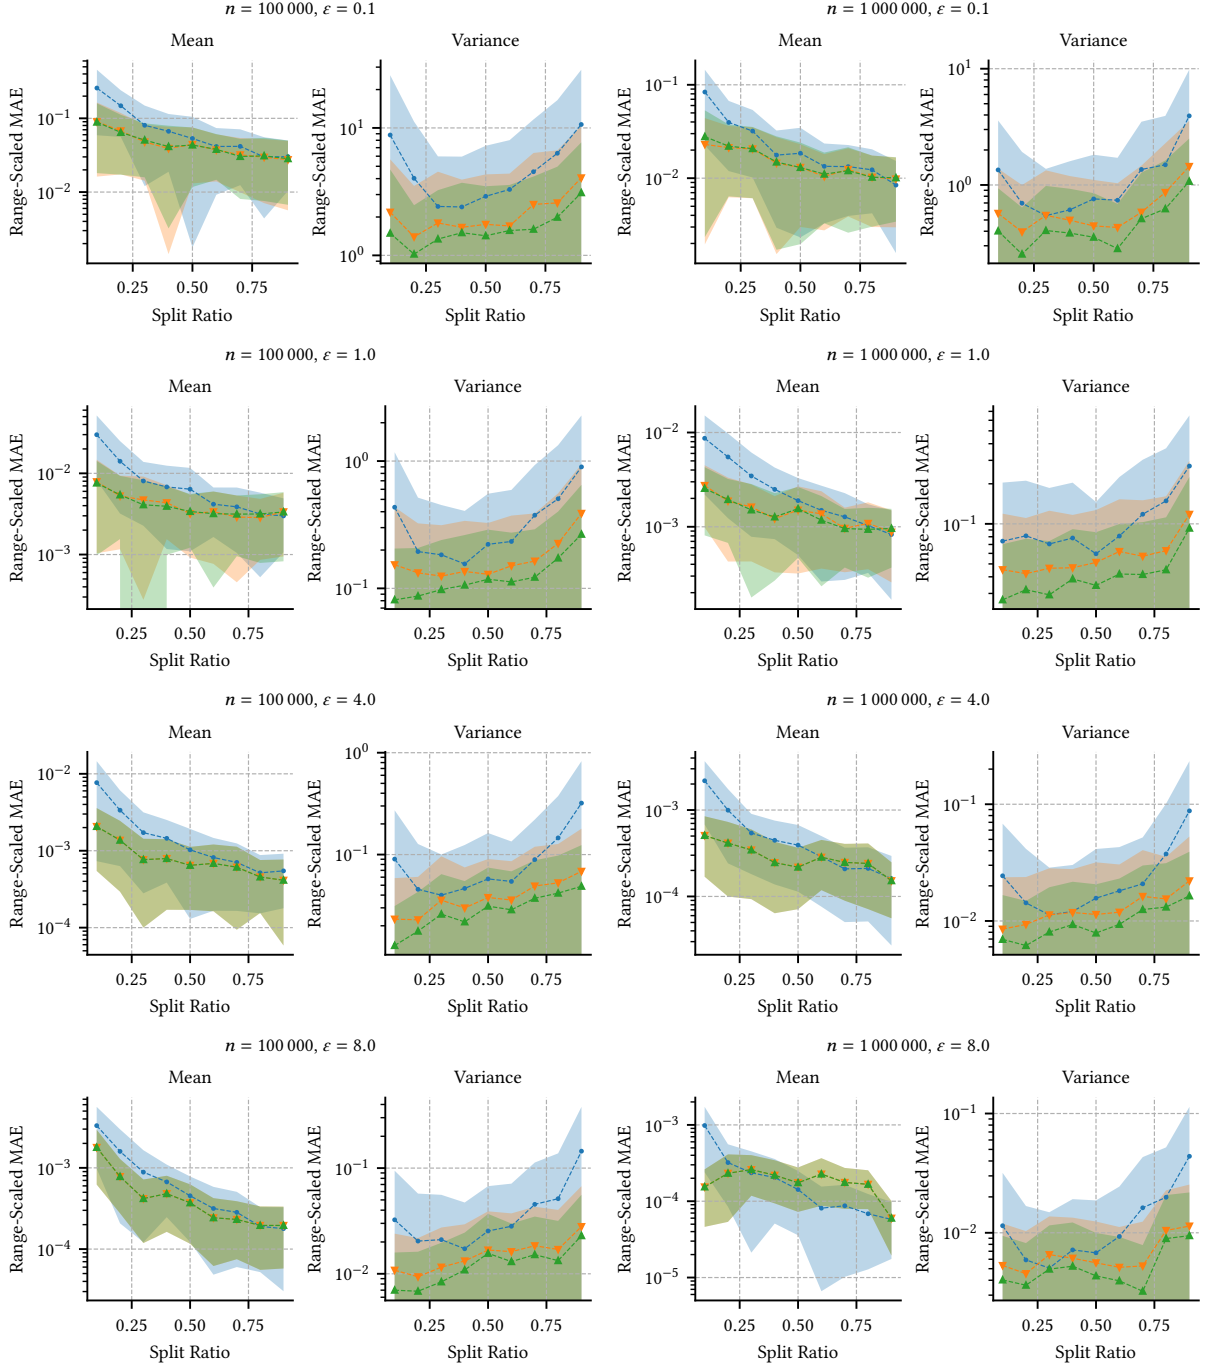 n = 100 000, ε = 0.1
Mean
Range-Scaled MAE
10⁻¹
10⁻²
0.25 0.50 0.75
Split Ratio
Variance
Range-Scaled MAE
10¹
10⁰
0.25 0.50 0.75
Split Ratio
n = 1 000 000, ε = 0.1
Mean
Range-Scaled MAE
10⁻¹
10⁻²
0.25 0.50 0.75
Split Ratio
Variance
Range-Scaled MAE
10¹
10⁰
0.25 0.50 0.75
Split Ratio
n = 100 000, ε = 1.0
Mean
Range-Scaled MAE
10⁻²
10⁻³
0.25 0.50 0.75
Split Ratio
Variance
Range-Scaled MAE
10⁰
10⁻¹
0.25 0.50 0.75
Split Ratio
n = 1 000 000, ε = 1.0
Mean
Range-Scaled MAE
10⁻²
10⁻³
0.25 0.50 0.75
Split Ratio
Variance
Range-Scaled MAE
10⁻¹
0.25 0.50 0.75
Split Ratio
n = 100 000, ε = 4.0
Mean
Range-Scaled MAE
10⁻²
10⁻³
10⁻⁴
0.25 0.50 0.75
Split Ratio
Variance
Range-Scaled MAE
10⁰
10⁻¹
0.25 0.50 0.75
Split Ratio
n = 1 000 000, ε = 4.0
Mean
Range-Scaled MAE
10⁻³
10⁻⁴
0.25 0.50 0.75
Split Ratio
Variance
Range-Scaled MAE
10⁻¹
10⁻²
0.25 0.50 0.75
Split Ratio
n = 100 000, ε = 8.0
Mean
Range-Scaled MAE
10⁻³
10⁻⁴
0.25 0.50 0.75
Split Ratio
Variance
Range-Scaled MAE
10⁻¹
10⁻²
0.25 0.50 0.75
Split Ratio
n = 1 000 000, ε = 8.0
Mean
Range-Scaled MAE
10⁻³
10⁻⁴
10⁻⁵
0.25 0.50 0.75
Split Ratio
Variance
Range-Scaled MAE
10⁻¹
10⁻²
0.25 0.50 0.75
Split Ratio